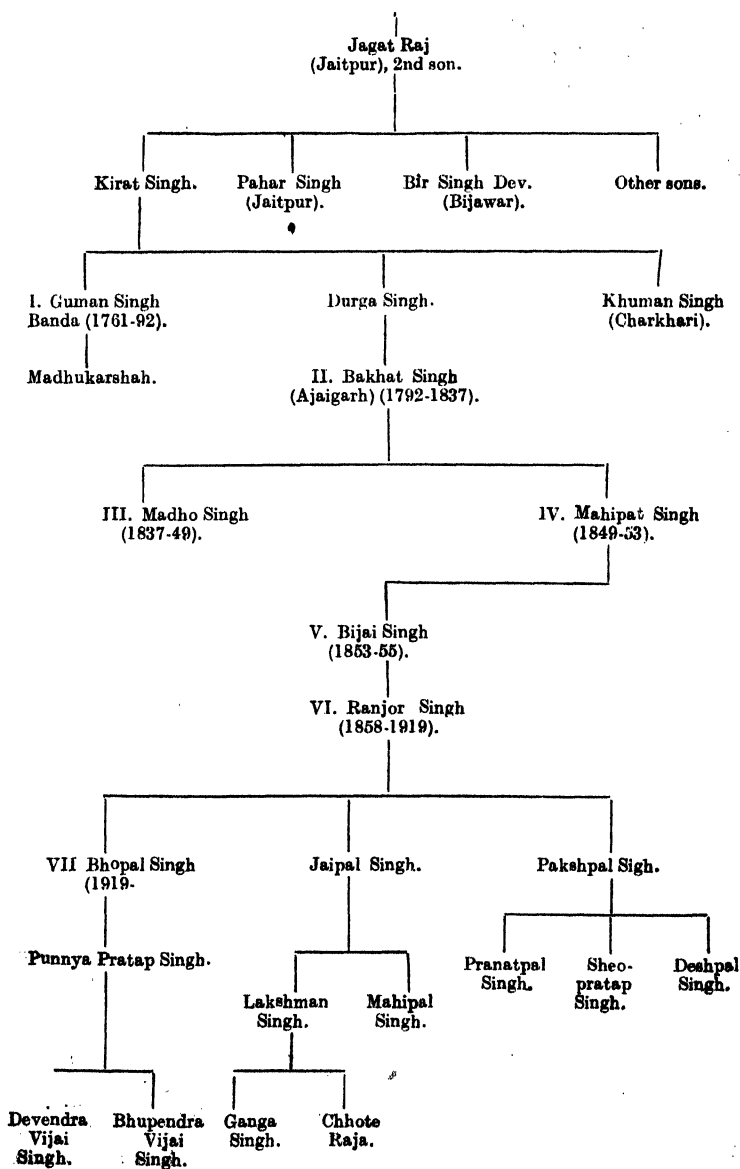 Jagat Raj
(Jaitpur), 2nd son.
Kirat Singh.
Pahar Singh
(Jaitpur).
Bir Singh Dev.
(Bijawar).
Other sons.
I. Guman Singh
Banda (1761-92).
Durga Singh.
Khuman Singh
(Charkhari).
Madhukarshah.
II. Bakhat Singh
(Ajaigarh) (1792-1837).
III. Madho Singh
(1837-49).
IV. Mahipat Singh
(1849-53).
V. Bijai Singh
(1853-55).
VI. Ranjor Singh
(1858-1919).
VII Bhopal Singh
(1919-
Jaipal Singh.
Pakshpal Sigh.
Punnya Pratap Singh.
Pranatpal
Singh.
Sheo-
pratap
Singh.
Deshpal
Singh.
Lakshman
Singh.
Mahipal
Singh.
Devendra
Vijai
Singh.
Bhupendra
Vijai
Singh.
Ganga
Singh.
Chhote
Raja.